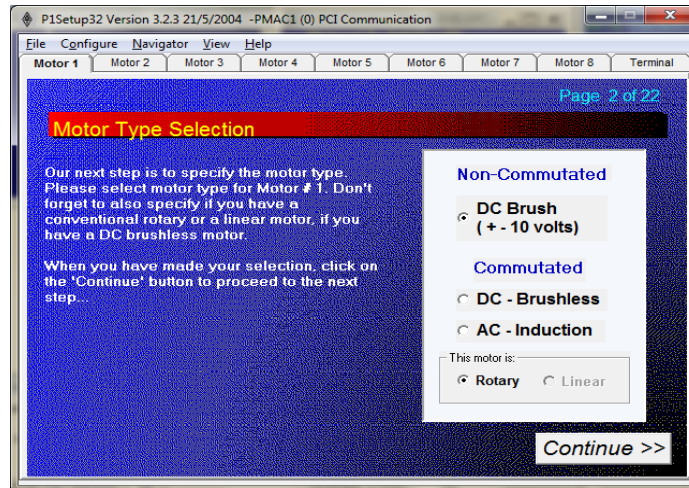 P1Setup32 Version 3.2.3 21/5/2004 -PMAC1 (0) PCI Communication
File Configure Navigator View Help
Motor 1 Motor 2 Motor 3 Motor 4 Motor 5 Motor 6 Motor 7 Motor 8 Terminal
Page 2 of 22
Motor Type Selection
Our next step is to specify the motor type.
Please select motor type for Motor # 1. Don't
forget to also specify if you have a
conventional rotary or a linear motor, if you
have a DC brushless motor.
When you have made your selection, click on
the 'Continue' button to proceed to the next
step...
Non-Commutated
DC Brush
( + - 10 volts)
Commutated
DC - Brushless
AC - Induction
This motor is:
Rotary Linear
Continue >>